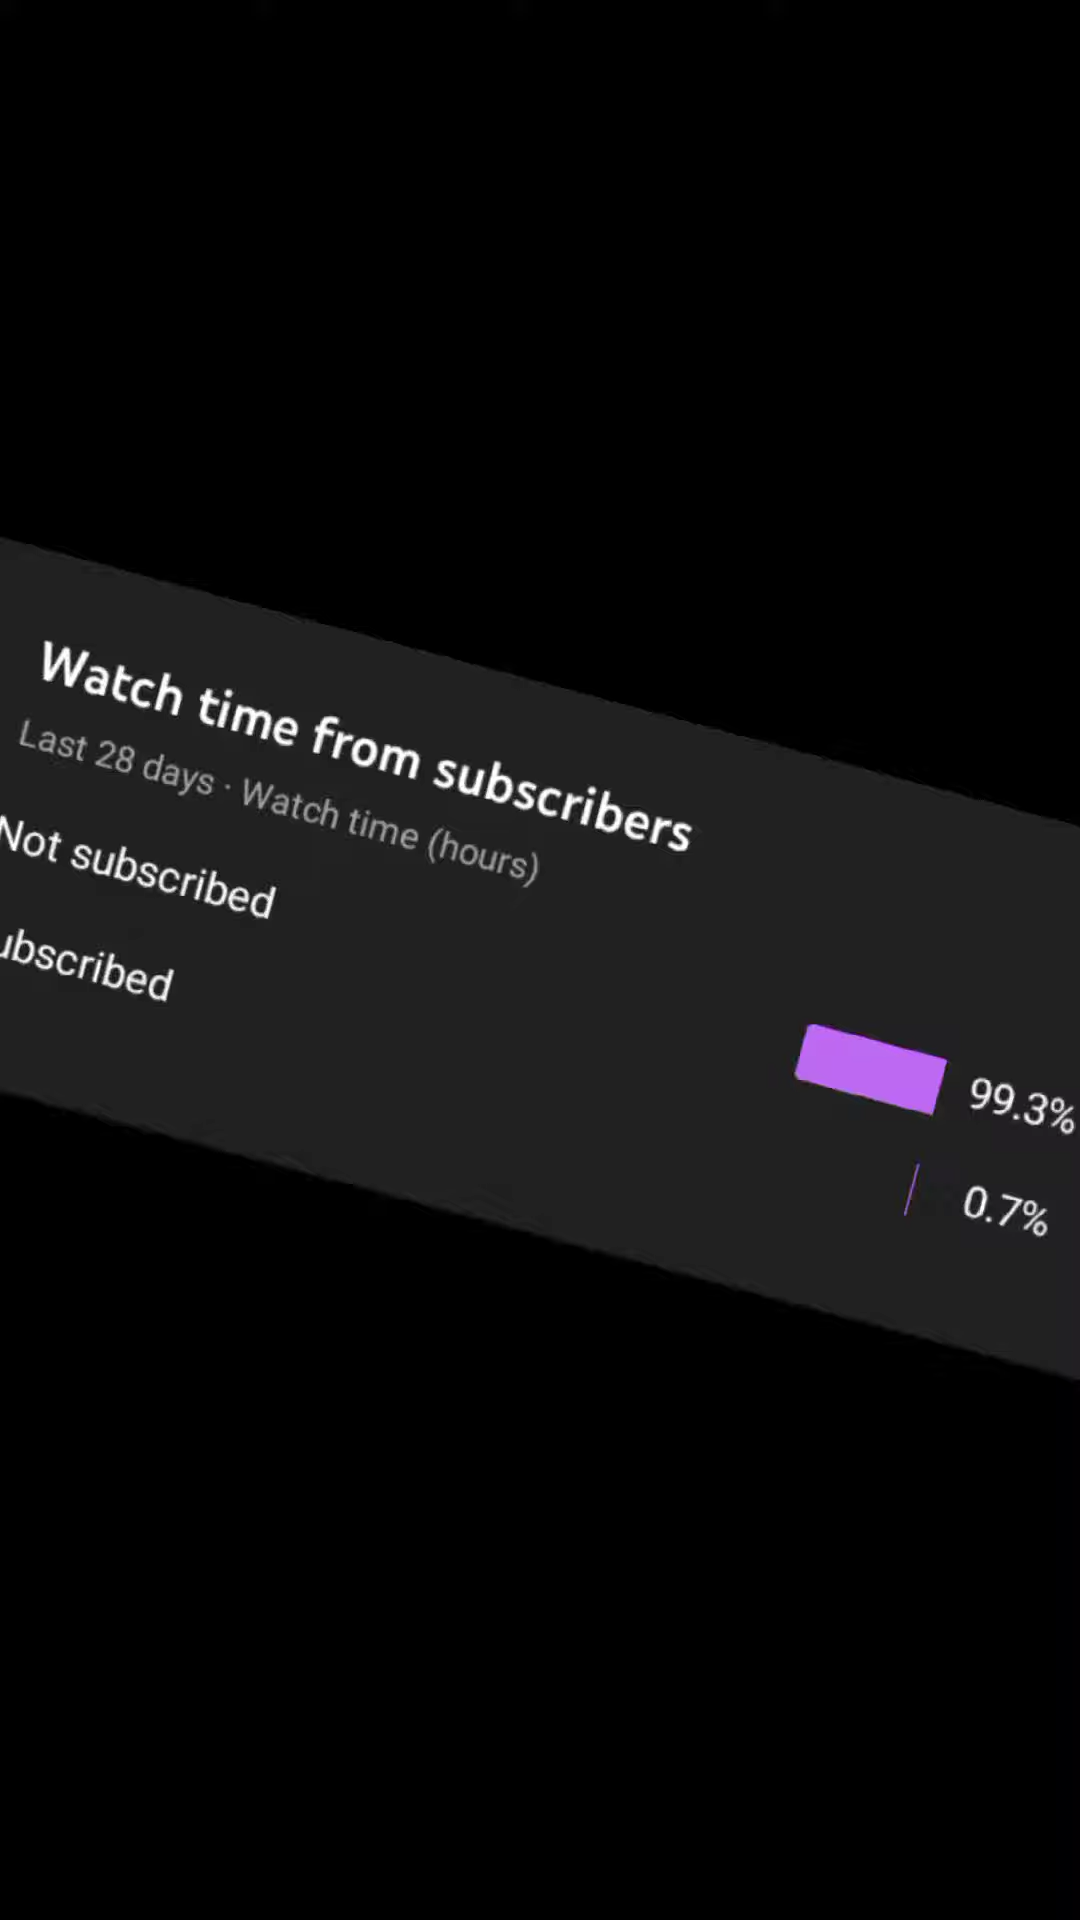 Watch time from subscribers
Last 28 days · Watch time (hours)
Not subscribed
99.3%
ubscribed
0.7%